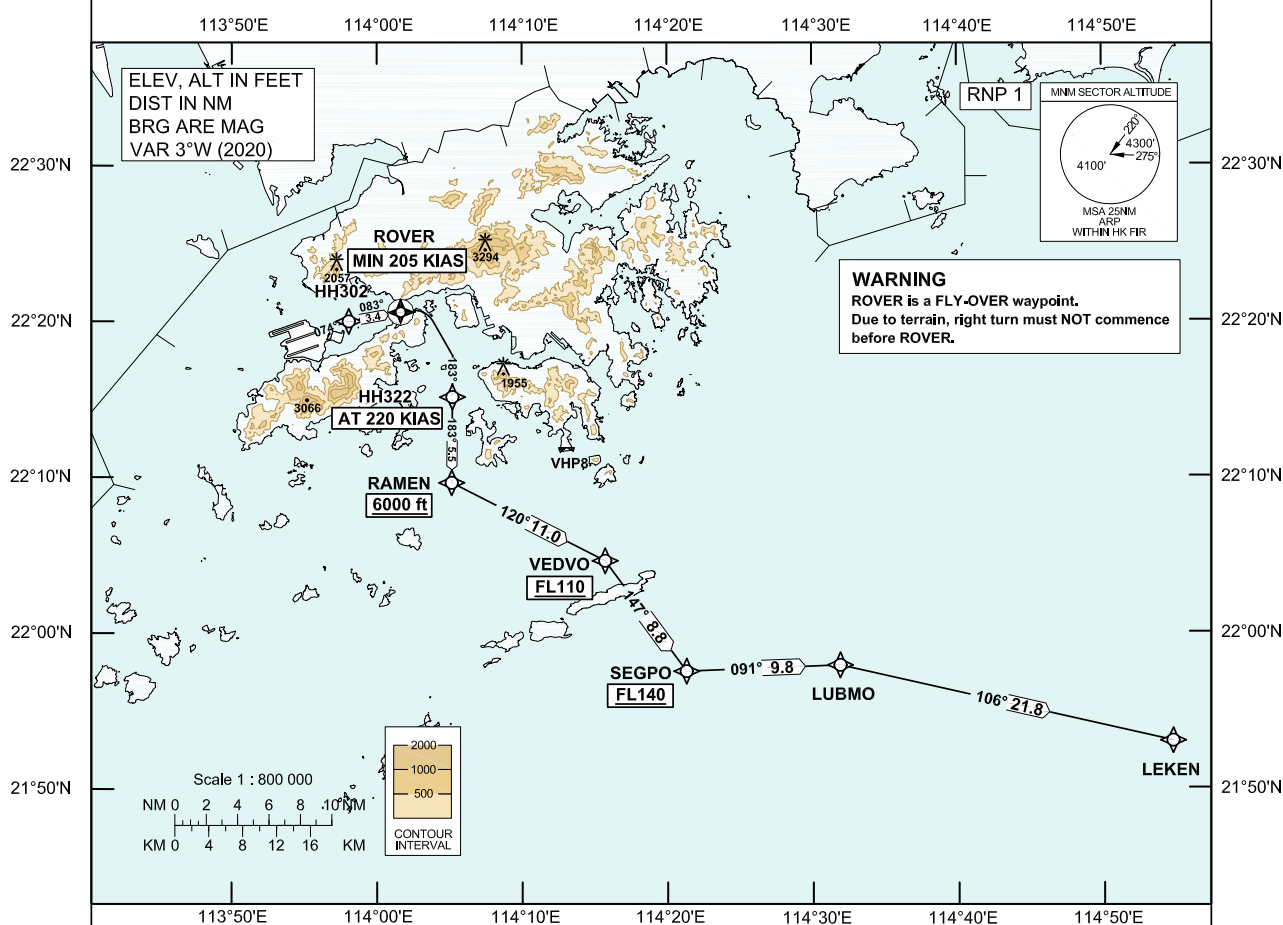 113°50'E
114°00'E
114°10'E
114°20'E
114°30'E
114°40'E
114°50'E
ELEV, ALT IN FEET
DIST IN NM
BRG ARE MAG
VAR 3°W (2020)
RNP 1
MNM SECTOR ALTITUDE
220°
4300'
275°
4100'
MSA 25NM
ARP
WITHIN HK FIR
22°30'N
22°30'N
ROVER
MIN 205 KIAS
3294
2057
HH302
083°
3.4
074°
WARNING
ROVER is a FLY-OVER waypoint.
Due to terrain, right turn must NOT commence
before ROVER.
22°20'N
22°20'N
183°
1955
3066
HH322
AT 220 KIAS
183°
5.5
VHP8
22°10'N
22°10'N
RAMEN
6000 ft
120°
11.0
VEDVO
FL110
147°
8.8
22°00'N
22°00'N
SEGPO
FL140
091°
9.8
LUBMO
106°
21.8
LEKEN
21°50'N
21°50'N
2000
1000
500
CONTOUR
INTERVAL
Scale 1 : 800 000
NM 0 2 4 6 8 10 NM
KM 0 4 8 12 16 KM
113°50'E
114°00'E
114°10'E
114°20'E
114°30'E
114°40'E
114°50'E